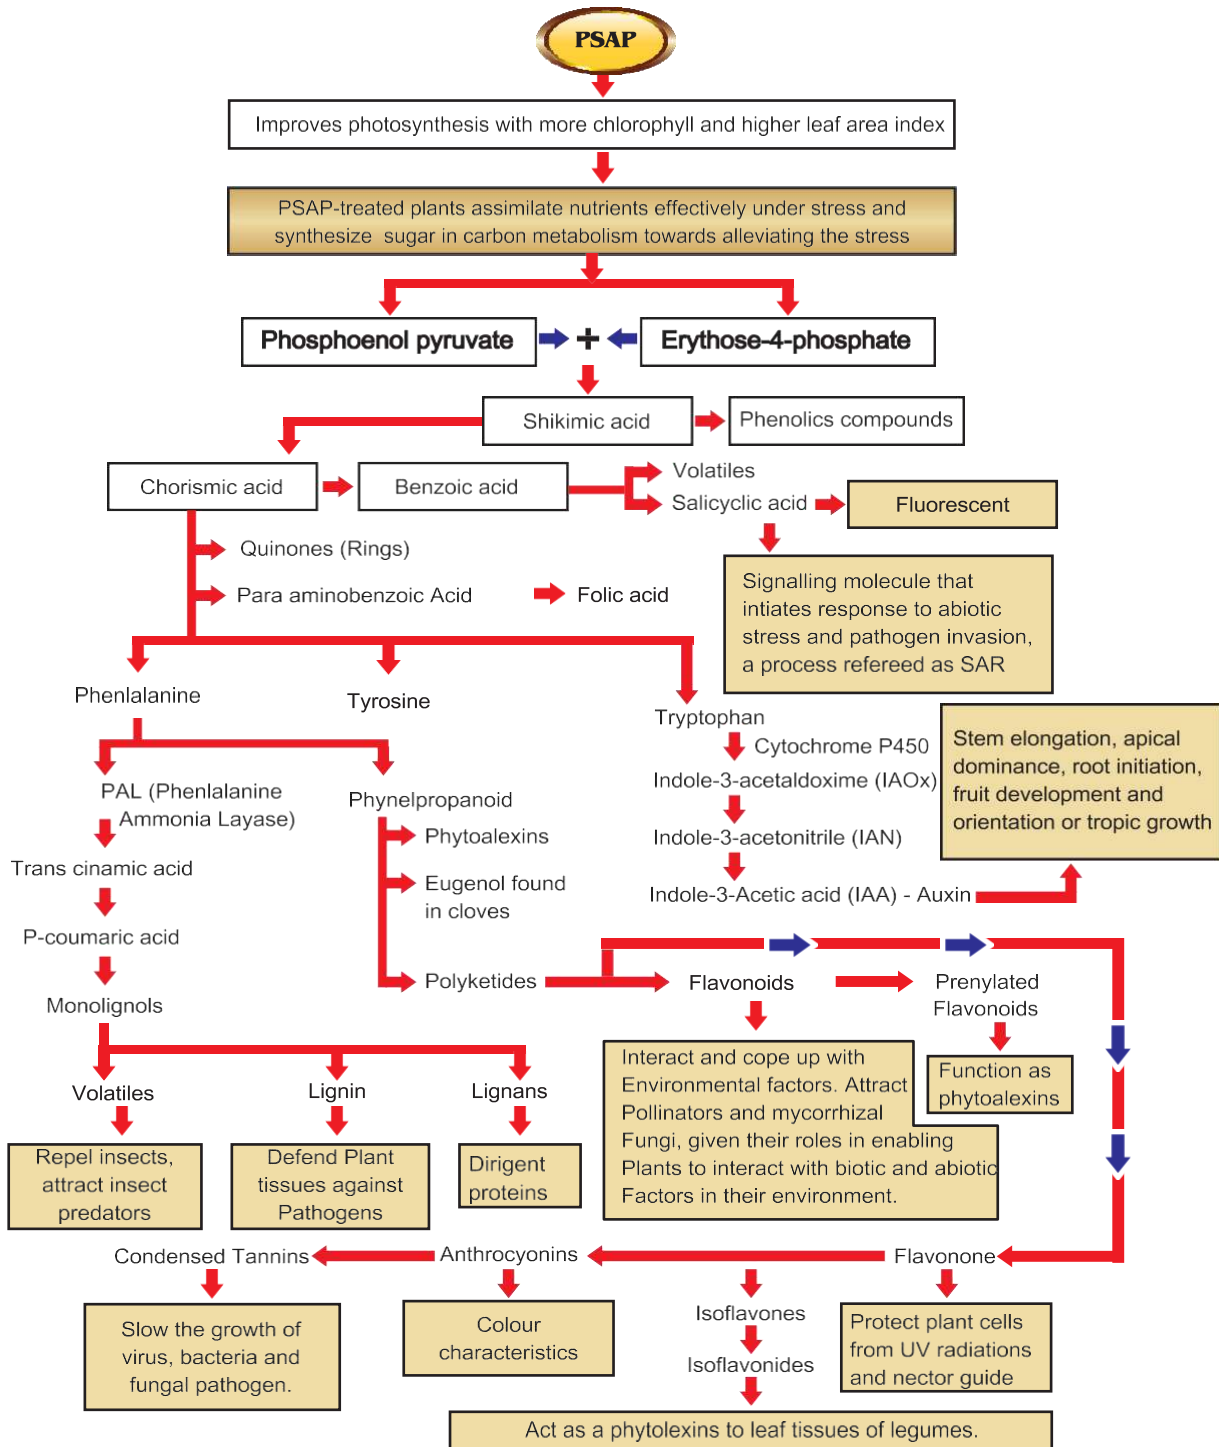 PSAP
Improves photosynthesis with more chlorophyll and higher leaf area index
PSAP-treated plants assimilate nutrients effectively under stress and
synthesize sugar in carbon metabolism towards alleviating the stress
Phosphoenol pyruvate
+
Erythose-4-phosphate
Shikimic acid
Phenolics compounds
Chorismic acid
Benzoic acid
Volatiles
Salicyclic acid
Fluorescent
Quinones (Rings)
Para aminobenzoic Acid
Folic acid
Signalling molecule that
intiates response to abiotic
stress and pathogen invasion,
a process refereed as SAR
Phenlalanine
Tyrosine
Tryptophan
Cytochrome P450
Indole-3-acetaldoxime (IAOx)
Indole-3-acetonitrile (IAN)
Indole-3-Acetic acid (IAA) - Auxin
Stem elongation, apical
dominance, root initiation,
fruit development and
orientation or tropic growth
PAL (Phenlalanine
Ammonia Layase)
Trans cinamic acid
P-coumaric acid
Monolignols
Phynelpropanoid
Phytoalexins
Eugenol found
in cloves
Polyketides
Flavonoids
Prenylated
Flavonoids
Interact and cope up with
Environmental factors. Attract
Pollinators and mycorrhizal
Fungi, given their roles in enabling
Plants to interact with biotic and abiotic
Factors in their environment.
Function as
phytoalexins
Volatiles
Lignin
Lignans
Repel insects,
attract insect
predators
Defend Plant
tissues against
Pathogens
Dirigent
proteins
Condensed Tannins
Anthrocyonins
Flavonone
Slow the growth of
virus, bacteria and
fungal pathogen.
Colour
characteristics
Isoflavones
Isoflavonides
Protect plant cells
from UV radiations
and nector guide
Act as a phytolexins to leaf tissues of legumes.